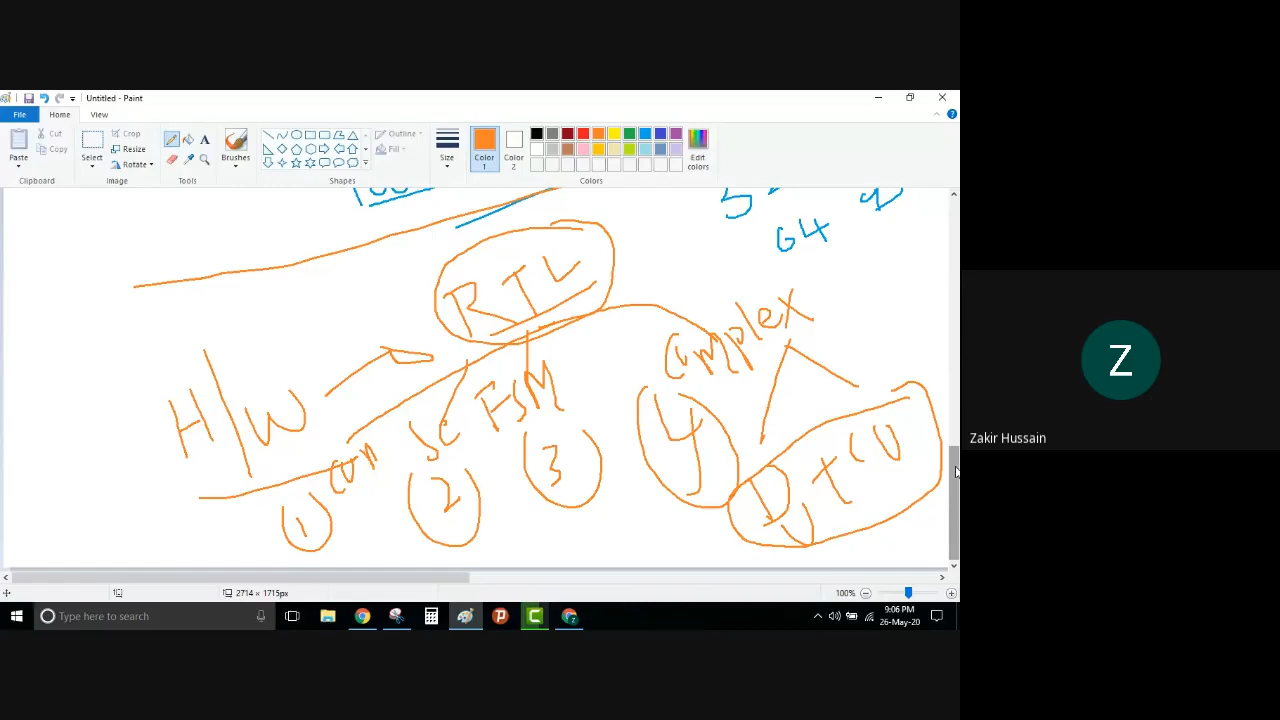 Untitled - Paint
File
Home
View
Paste
Cut
Copy
Clipboard
Select
Crop
Resize
Rotate
Image
Tools
Brushes
Shapes
Outline
Fill
Size
Color 1
Color 2
Edit colors
Colors
64
RTL
Complex
H/W
FSM
1
2
3
4
100%
2714 × 1715px
Type here to search
9:06 PM
26-May-20
Z
Zakir Hussain